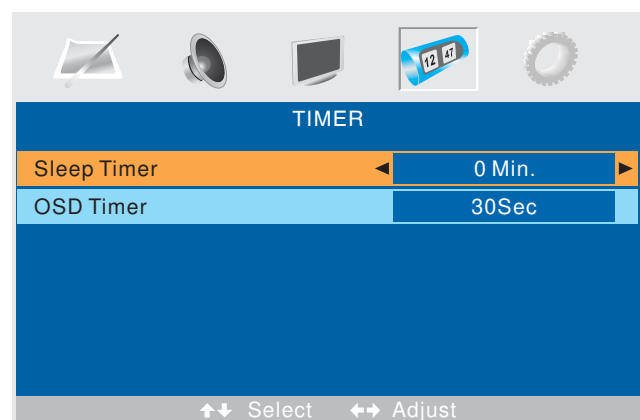 12 47
TIMER
Sleep Timer 0 Min.
OSD Timer 30Sec
Select Adjust